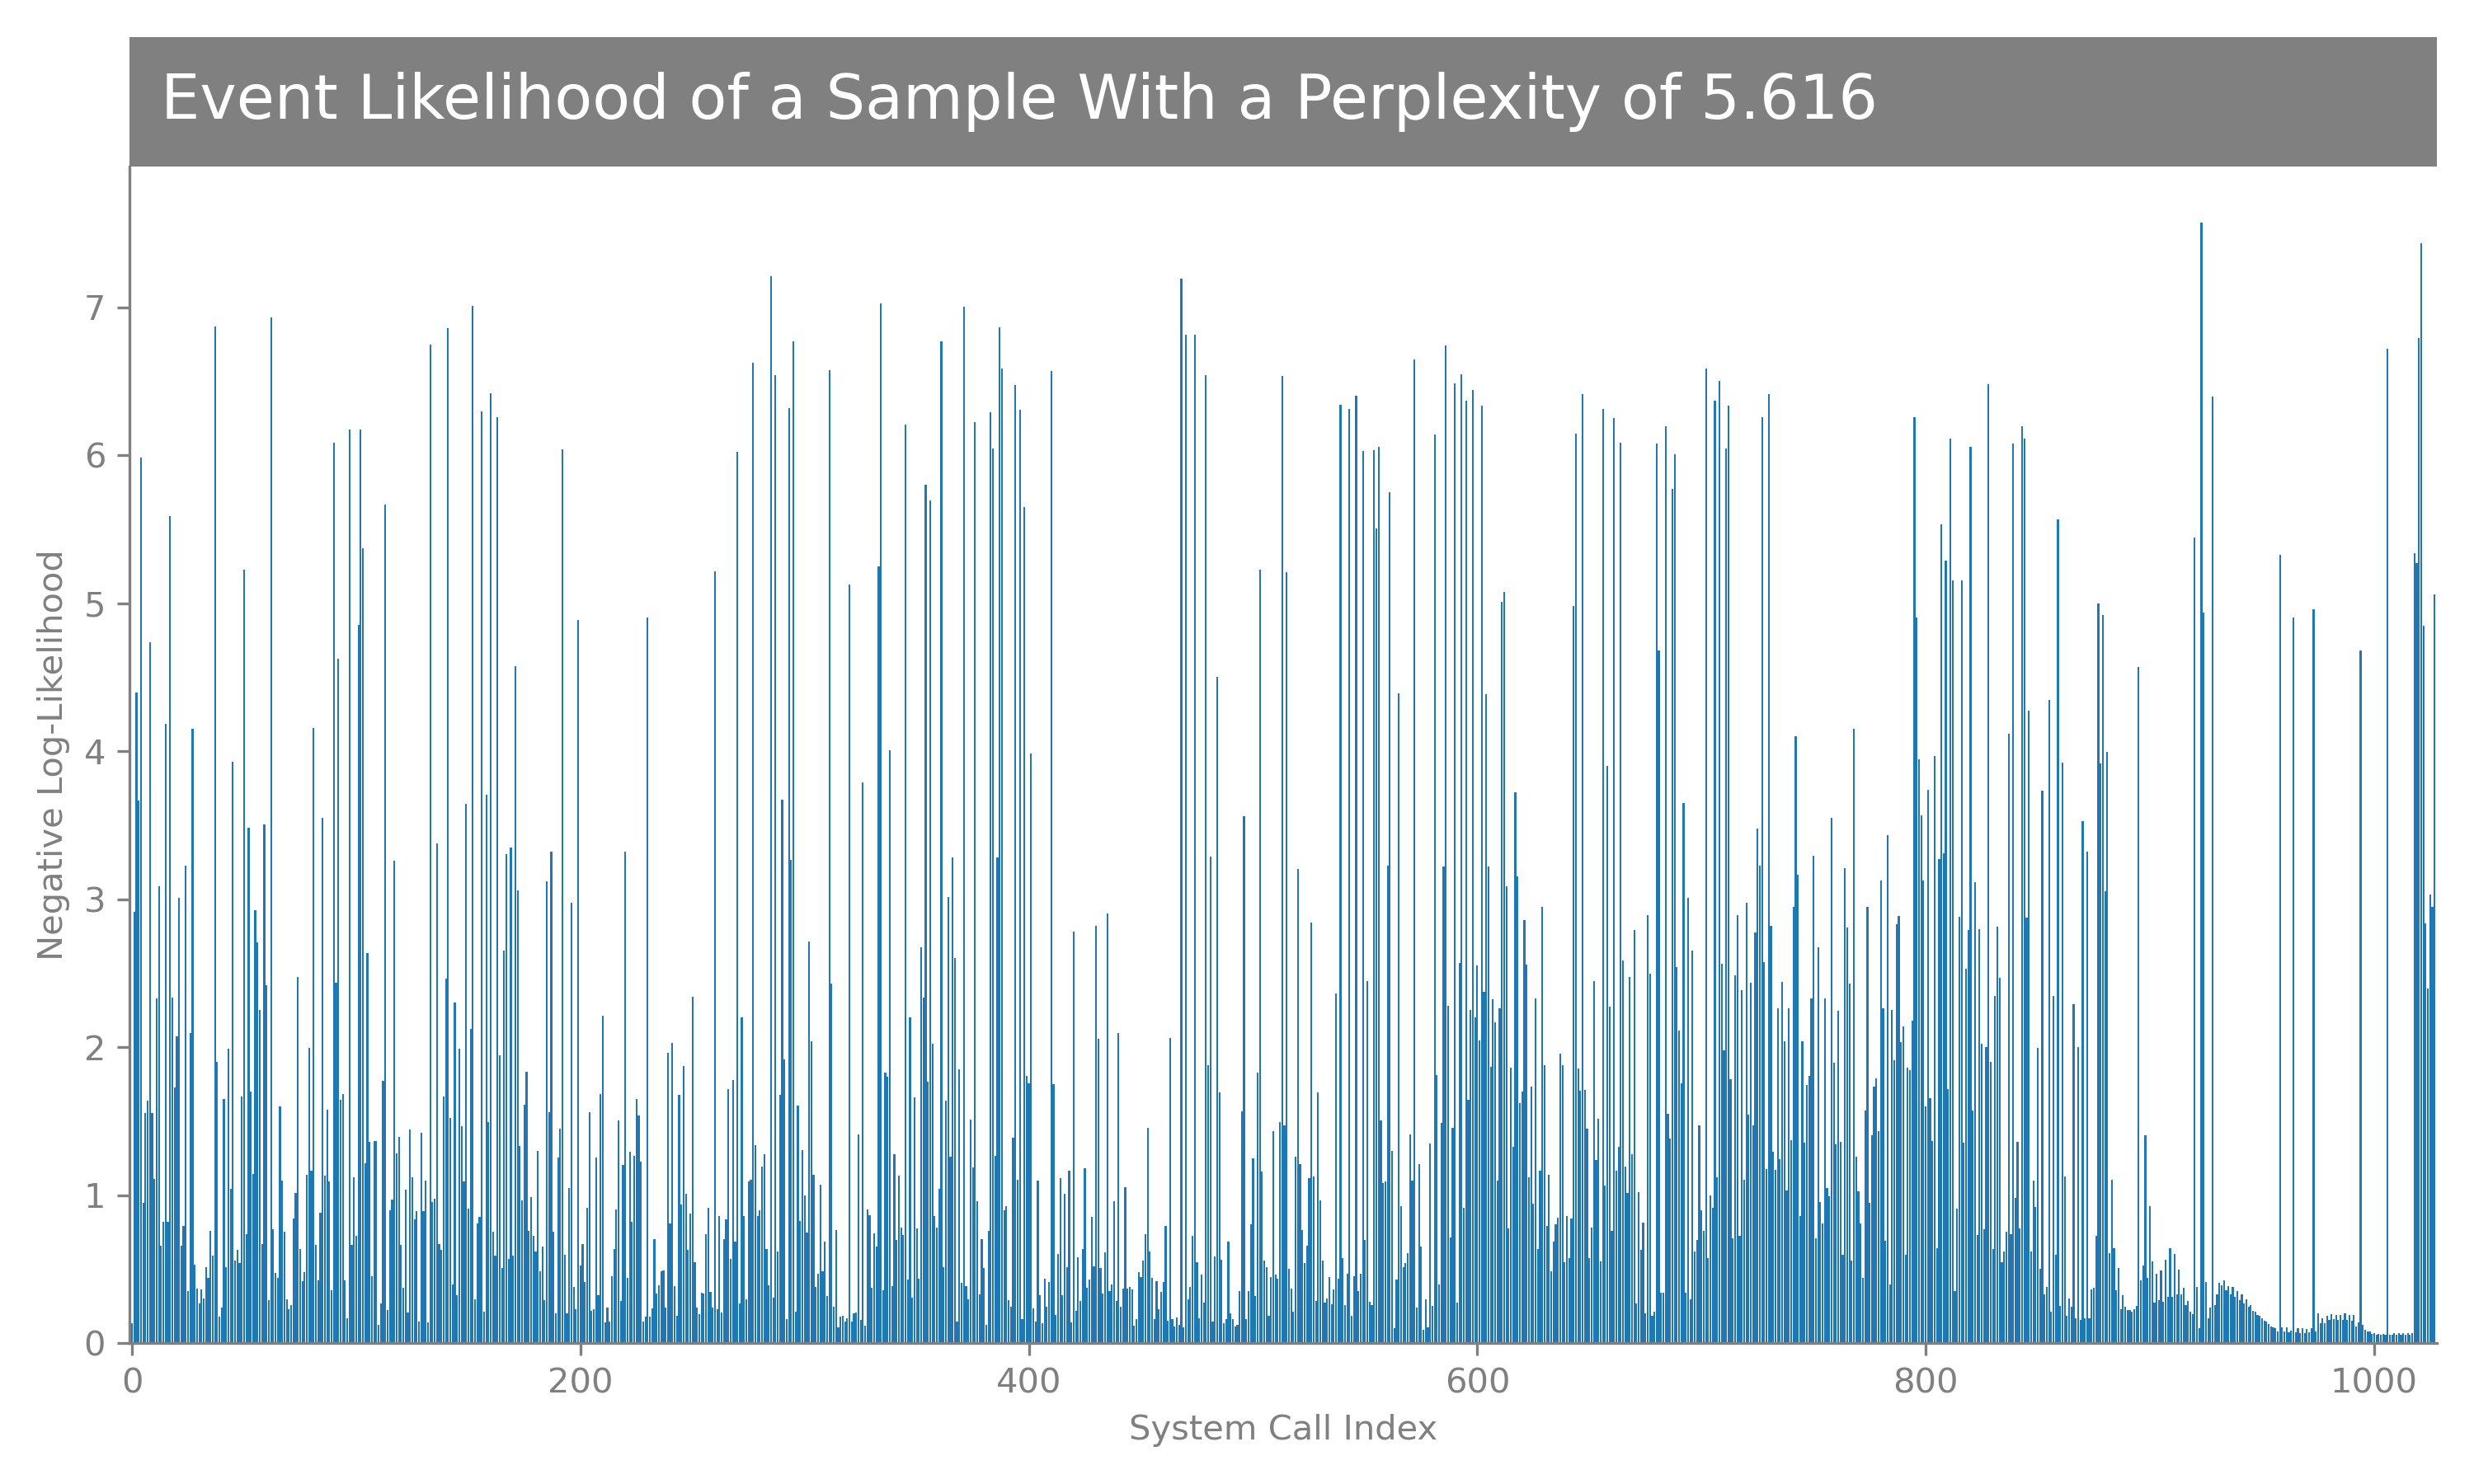 Event Likelihood of a Sample With a Perplexity of 5.616
Negative Log-Likelihood
7
6
5
4
3
2
1
0
0 200 400 600 800 1000
System Call Index